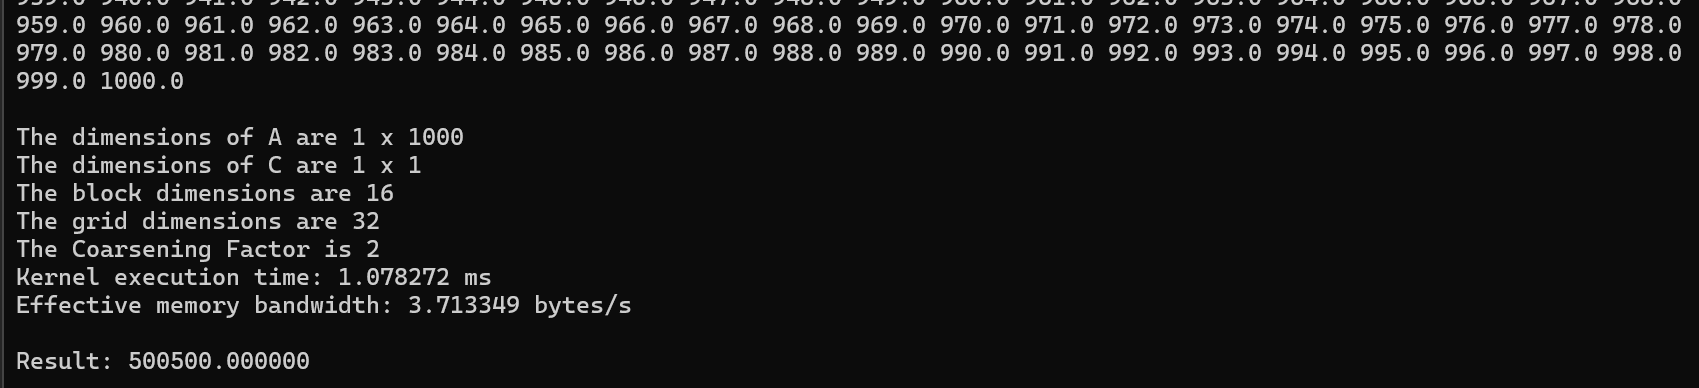 959.0 960.0 961.0 962.0 963.0 964.0 965.0 966.0 967.0 968.0 969.0 970.0 971.0 972.0 973.0 974.0 975.0 976.0 977.0 978.0
979.0 980.0 981.0 982.0 983.0 984.0 985.0 986.0 987.0 988.0 989.0 990.0 991.0 992.0 993.0 994.0 995.0 996.0 997.0 998.0
999.0 1000.0
The dimensions of A are 1 x 1000
The dimensions of C are 1 x 1
The block dimensions are 16
The grid dimensions are 32
The Coarsening Factor is 2
Kernel execution time: 1.078272 ms
Effective memory bandwidth: 3.713349 bytes/s
Result: 500500.000000